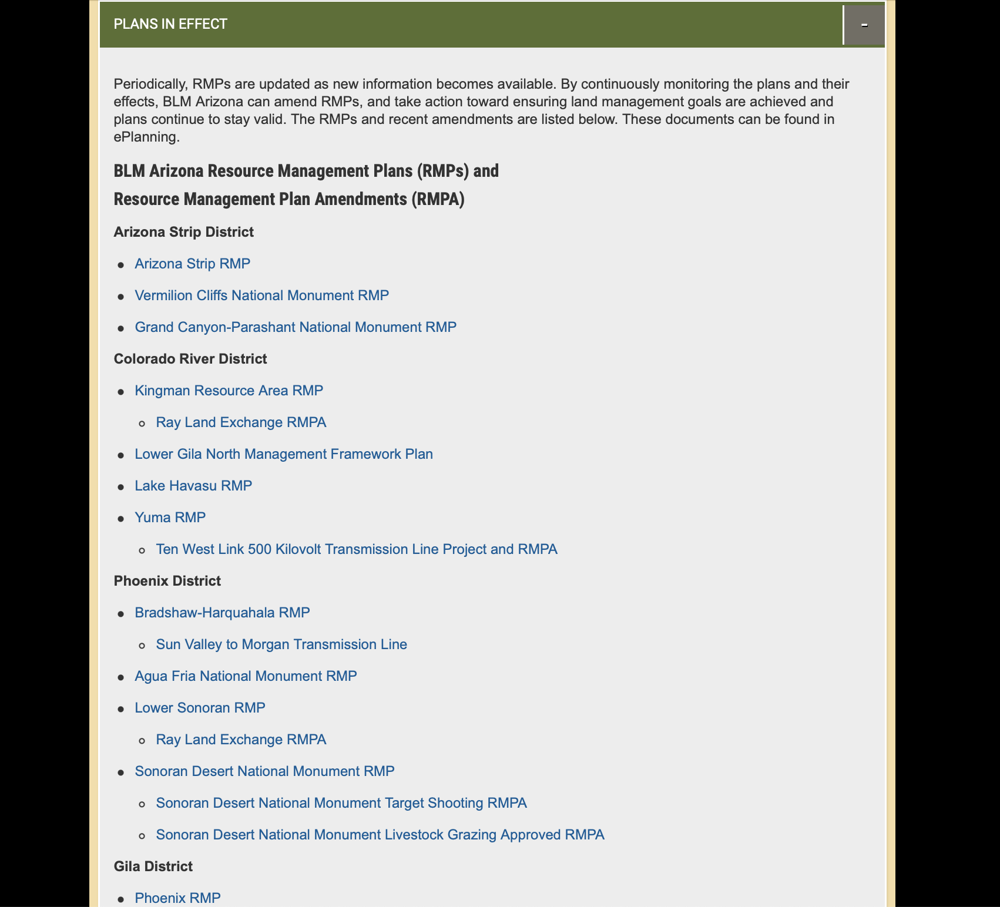 PLANS IN EFFECT
-
Periodically, RMPs are updated as new information becomes available. By continuously monitoring the plans and their
effects, BLM Arizona can amend RMPs, and take action toward ensuring land management goals are achieved and
plans continue to stay valid. The RMPs and recent amendments are listed below. These documents can be found in
ePlanning.
BLM Arizona Resource Management Plans (RMPs) and
Resource Management Plan Amendments (RMPA)
Arizona Strip District
● Arizona Strip RMP
● Vermilion Cliffs National Monument RMP
● Grand Canyon-Parashant National Monument RMP
Colorado River District
● Kingman Resource Area RMP
○ Ray Land Exchange RMPA
● Lower Gila North Management Framework Plan
● Lake Havasu RMP
● Yuma RMP
○ Ten West Link 500 Kilovolt Transmission Line Project and RMPA
Phoenix District
● Bradshaw-Harquahala RMP
○ Sun Valley to Morgan Transmission Line
● Agua Fria National Monument RMP
● Lower Sonoran RMP
○ Ray Land Exchange RMPA
● Sonoran Desert National Monument RMP
○ Sonoran Desert National Monument Target Shooting RMPA
○ Sonoran Desert National Monument Livestock Grazing Approved RMPA
Gila District
● Phoenix RMP